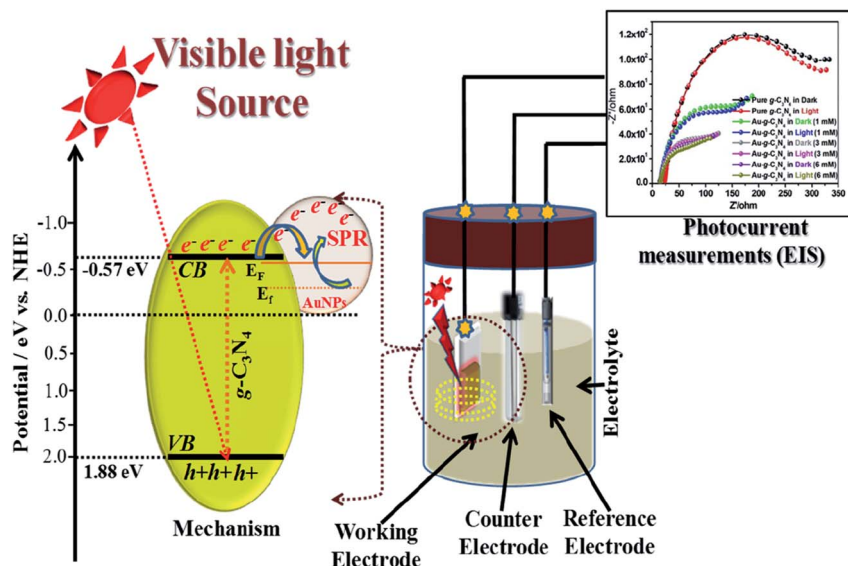 Visible light
Source
Potential / eV vs. NHE
-1.0
-0.5
0.0
0.5
1.0
1.5
2.0
-0.57 eV
1.88 eV
e- e- e- e-
CB
g-C3N4
VB
h+h+h+
Mechanism
e-
e- e- e-
e-
e-
SPR
EF
Ef
AuNPs
Working
Electrode
Counter
Electrode
Reference
Electrode
Electrolyte
-Z''/ohm
1.2x10²
1.0x10²
8.0x10¹
6.0x10¹
4.0x10¹
2.0x10¹
0.0
Pure g-C3N4 in Dark
Pure g-C3N4 in Light
Au-g-C3N4 in Dark (1 mM)
Au-g-C3N4 in Light (1 mM)
Au-g-C3N4 in Dark (3 mM)
Au-g-C3N4 in Light (3 mM)
Au-g-C3N4 in Dark (6 mM)
Au-g-C3N4 in Light (6 mM)
0 50 100 150 200 250 300 350
Z'/ohm
Photocurrent
measurements (EIS)